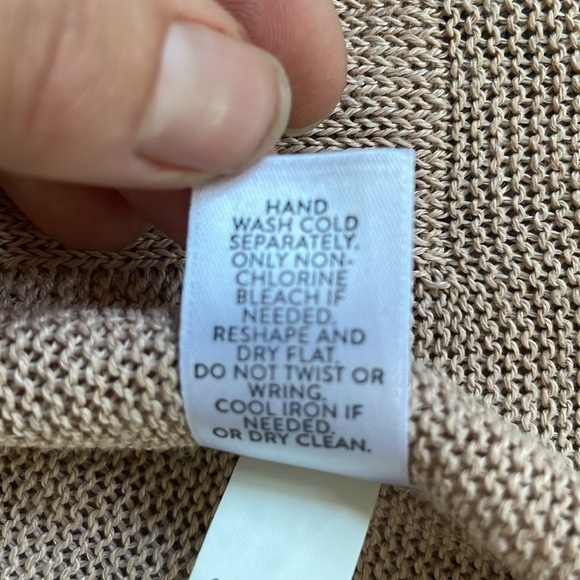 HAND
WASH COLD
SEPARATELY.
ONLY NON-
CHLORINE
BLEACH IF
NEEDED.
RESHAPE AND
DRY FLAT.
DO NOT TWIST OR
WRING.
COOL IRON IF
NEEDED.
OR DRY CLEAN.